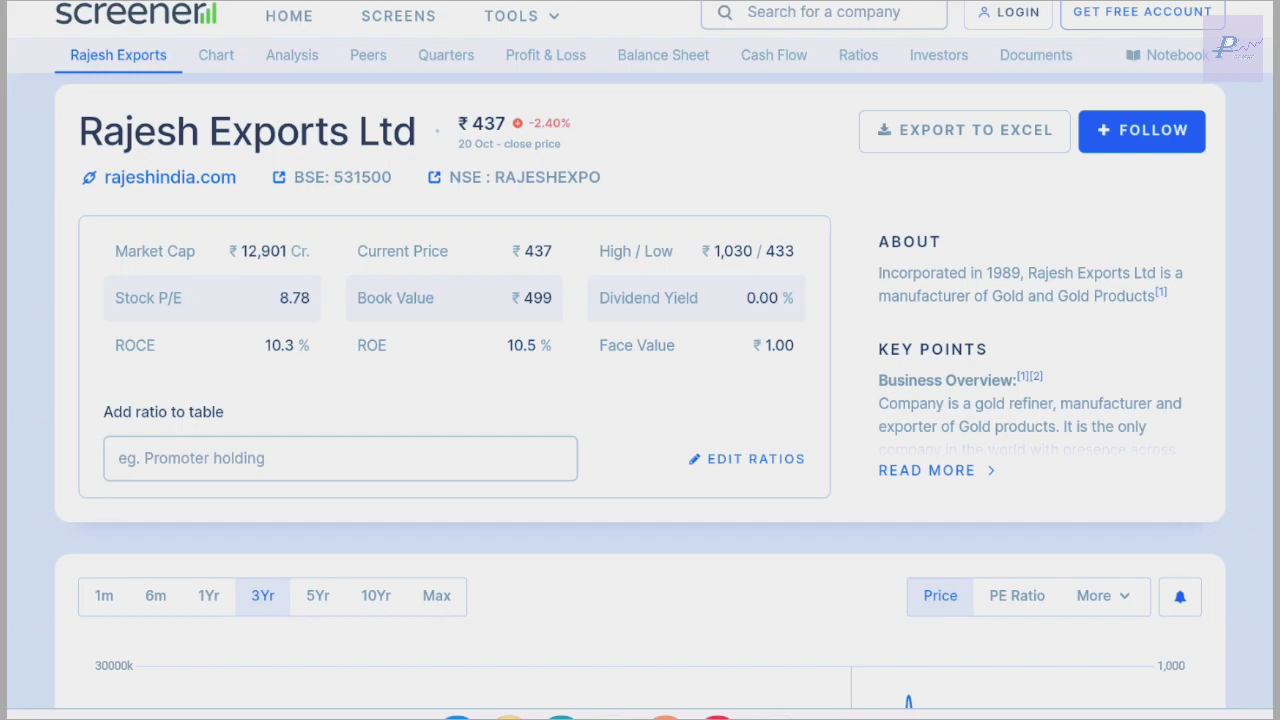 screener
HOME SCREENS TOOLS Search for a company LOGIN GET FREE ACCOUNT
Rajesh Exports Chart Analysis Peers Quarters Profit & Loss Balance Sheet Cash Flow Ratios Investors Documents Notebook
Rajesh Exports Ltd ₹ 437 -2.40%
20 Oct - close price
EXPORT TO EXCEL + FOLLOW
rajeshindia.com BSE: 531500 NSE : RAJESHEXPO
Market Cap ₹ 12,901 Cr. Current Price ₹ 437 High / Low ₹ 1,030 / 433
Stock P/E 8.78 Book Value ₹ 499 Dividend Yield 0.00 %
ROCE 10.3 % ROE 10.5 % Face Value ₹ 1.00
Add ratio to table
eg. Promoter holding EDIT RATIOS
ABOUT
Incorporated in 1989, Rajesh Exports Ltd is a
manufacturer of Gold and Gold Products[1]
KEY POINTS
Business Overview:[1][2]
Company is a gold refiner, manufacturer and
exporter of Gold products. It is the only
company in the world with presence across
READ MORE
1m 6m 1Yr 3Yr 5Yr 10Yr Max Price PE Ratio More
30000k 1,000